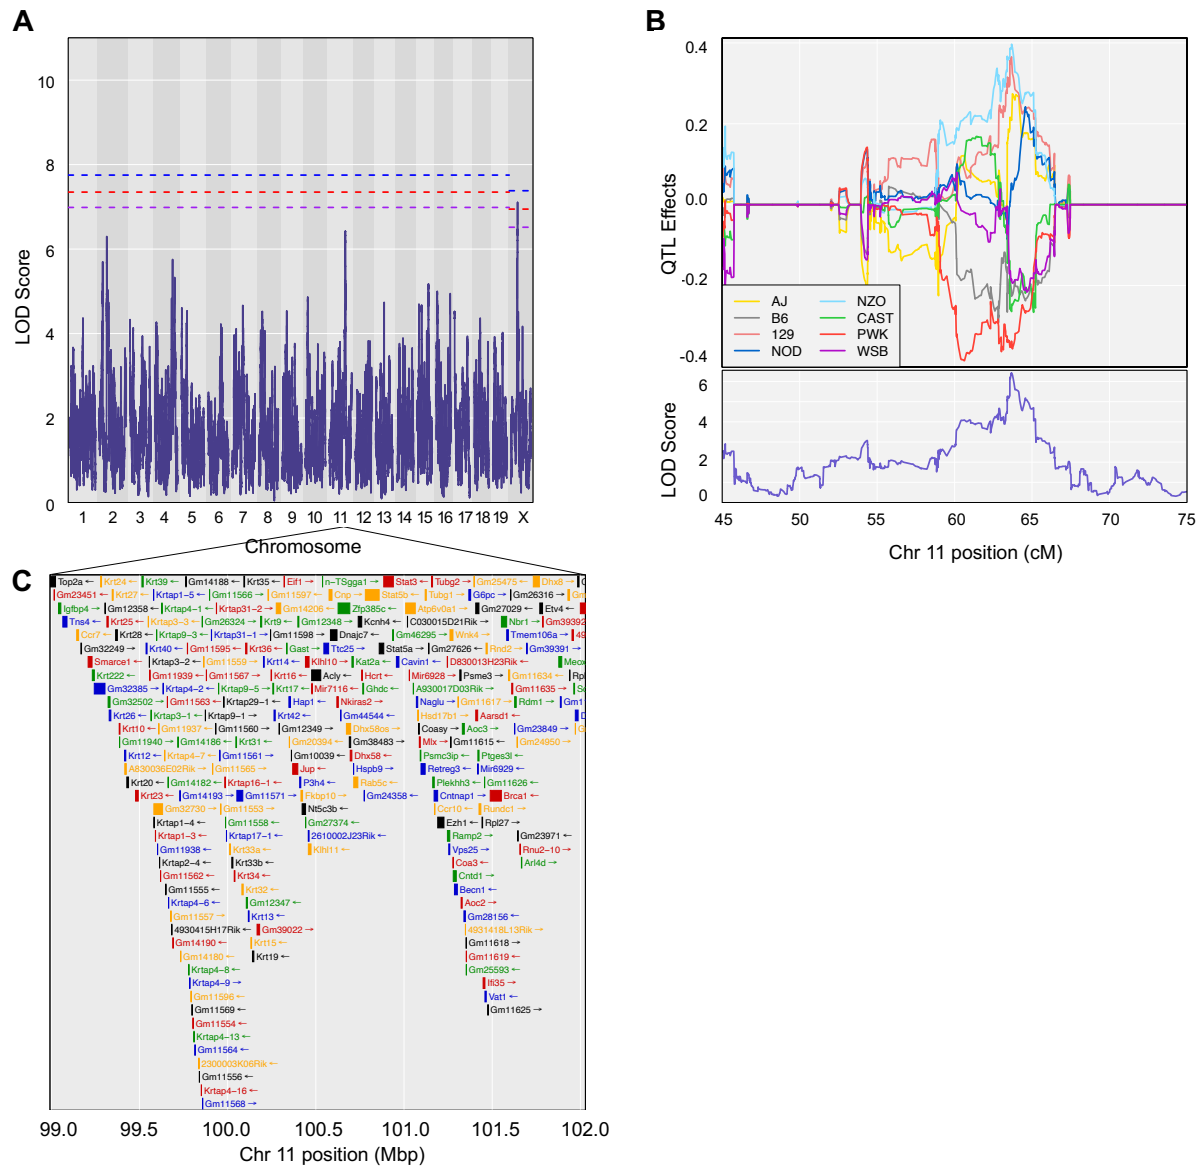 A
B
10
8
6
4
2
0
LOD Score
1 2 3 4 5 6 7 8 9 10 11 12 13 14 15 16 17 18 19 X
Chromosome
0.4
0.2
0.0
-0.2
-0.4
QTL Effects
AJ NZO
B6 CAST
129 PWK
NOD WSB
6
4
2
0
LOD Score
45 50 55 60 65 70 75
Chr 11 position (cM)
C
Top2a← Krt24← Krt39← Gm14188← Krt35← Eif1→ n-TSgga1→ Stat3← Tubg2→ Gm25475← Dhx8→
Gm23451← Krt27← Krtap1-5← Gm11566← Gm11597← Cnp→ Stat5b← Tubg1→ G6pc→ Gm26316→
Igfbp4→ Gm12358← Krtap4-1← Krtap31-2← Gm14206← Zfp385c← Atp6v0a1→ Gm27029→ Etv4←
Tns4← Krt25← Krtap3-3← Gm26324← Krt9← Gm12348← Kcnh4← C030015D21Rik← Nbr1→ Gm39392
Ccr7← Krt28← Krtap9-3← Krtap31-1← Gm11598← Dnajc7← Gm46295← Wnk4→ Tmem106a→
Gm32249← Krt40← Gm11595→ Krt36← Gast→ Ttc25→ Stat5a→ Gm27626← Rnd2→ Gm39391→
Smarce1← Krtap3-2← Gm11559← Krt14← Klhl10→ Kat2a← Cavin1← D830013H23Rik←
Krt222← Gm11939← Gm11567← Krt16← Acly← Hcrt← Mir6928→ Psme3→ Gm11634←
Gm32385→ Krtap4-2← Krtap9-5← Krt17← Mir7116← Ghdc← A930017D03Rik← Gm11635→
Gm32502→ Gm11563← Krtap29-1← Hap1← Nkiras2→ Naglu→ Gm11617← Rdm1→
Krt26← Krtap3-1← Krtap9-1← Krt42← Gm44544← Hsd17b1→ Aarsd1←
Krt10← Gm11937← Gm11560← Gm12349← Dhx58os→ Coasy→ Aoc3→ Gm23849←
Gm11940← Gm14186← Krt31← Gm20394← Gm38483→ Mlx→ Gm11615← Gm24950←
Krt12← Krtap4-7← Gm11561← Gm10039← Dhx58← Psmc3ip← Ptges3l←
A830036E02Rik← Gm11565← Jup← Hspb9→ Retreg3← Mir6929←
Krt20← Gm14182← Krtap16-1← P3h4← Rab5c← Plekhh3← Gm11626←
Krt23← Gm14193← Gm11571→ Fkbp10→ Gm24358← Cntnap1→ Brca1←
Gm32730← Gm11553← Nt5c3b← Ccr10← Rundc1→
Krtap1-4← Gm11558← Gm27374← Ezh1← Rpl27→
Krtap1-3← Krtap17-1← 2610002J23Rik← Ramp2→ Gm23971←
Gm11938← Krt33a← Klhl11← Vps25→ Rnu2-10→
Krtap2-4← Krt33b← Coa3← Arl4d→
Gm11562← Krt34← Cntd1→
Gm11555← Krt32← Becn1←
Krtap4-6← Gm12347← Aoc2→
Gm11557→ Krt13← Gm28156→
4930415H17Rik← Gm39022→ 4931418L13Rik←
Gm14190← Krt15← Gm11618→
Gm14180← Krt19← Gm11619→
Krtap4-8← Gm25593←
Krtap4-9← Ifi35→
Gm11596← Vat1→
Gm11569← Gm11625→
Gm11554←
Krtap4-13←
Gm11564←
2300003K06Rik←
Gm11556←
Krtap4-16←
Gm11568←
99.0 99.5 100.0 100.5 101.0 101.5 102.0
Chr 11 position (Mbp)